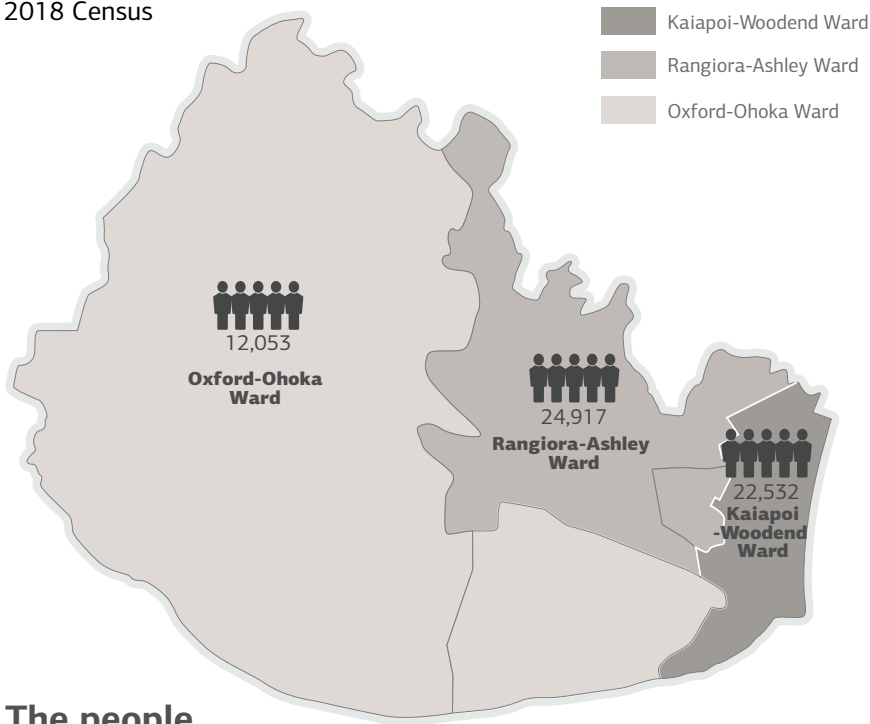 2018 Census
Kaiapoi-Woodend Ward
Rangiora-Ashley Ward
Oxford-Ohoka Ward
12,053
Oxford-Ohoka
Ward
24,917
Rangiora-Ashley
Ward
22,532
Kaiapoi
-Woodend
Ward
The people